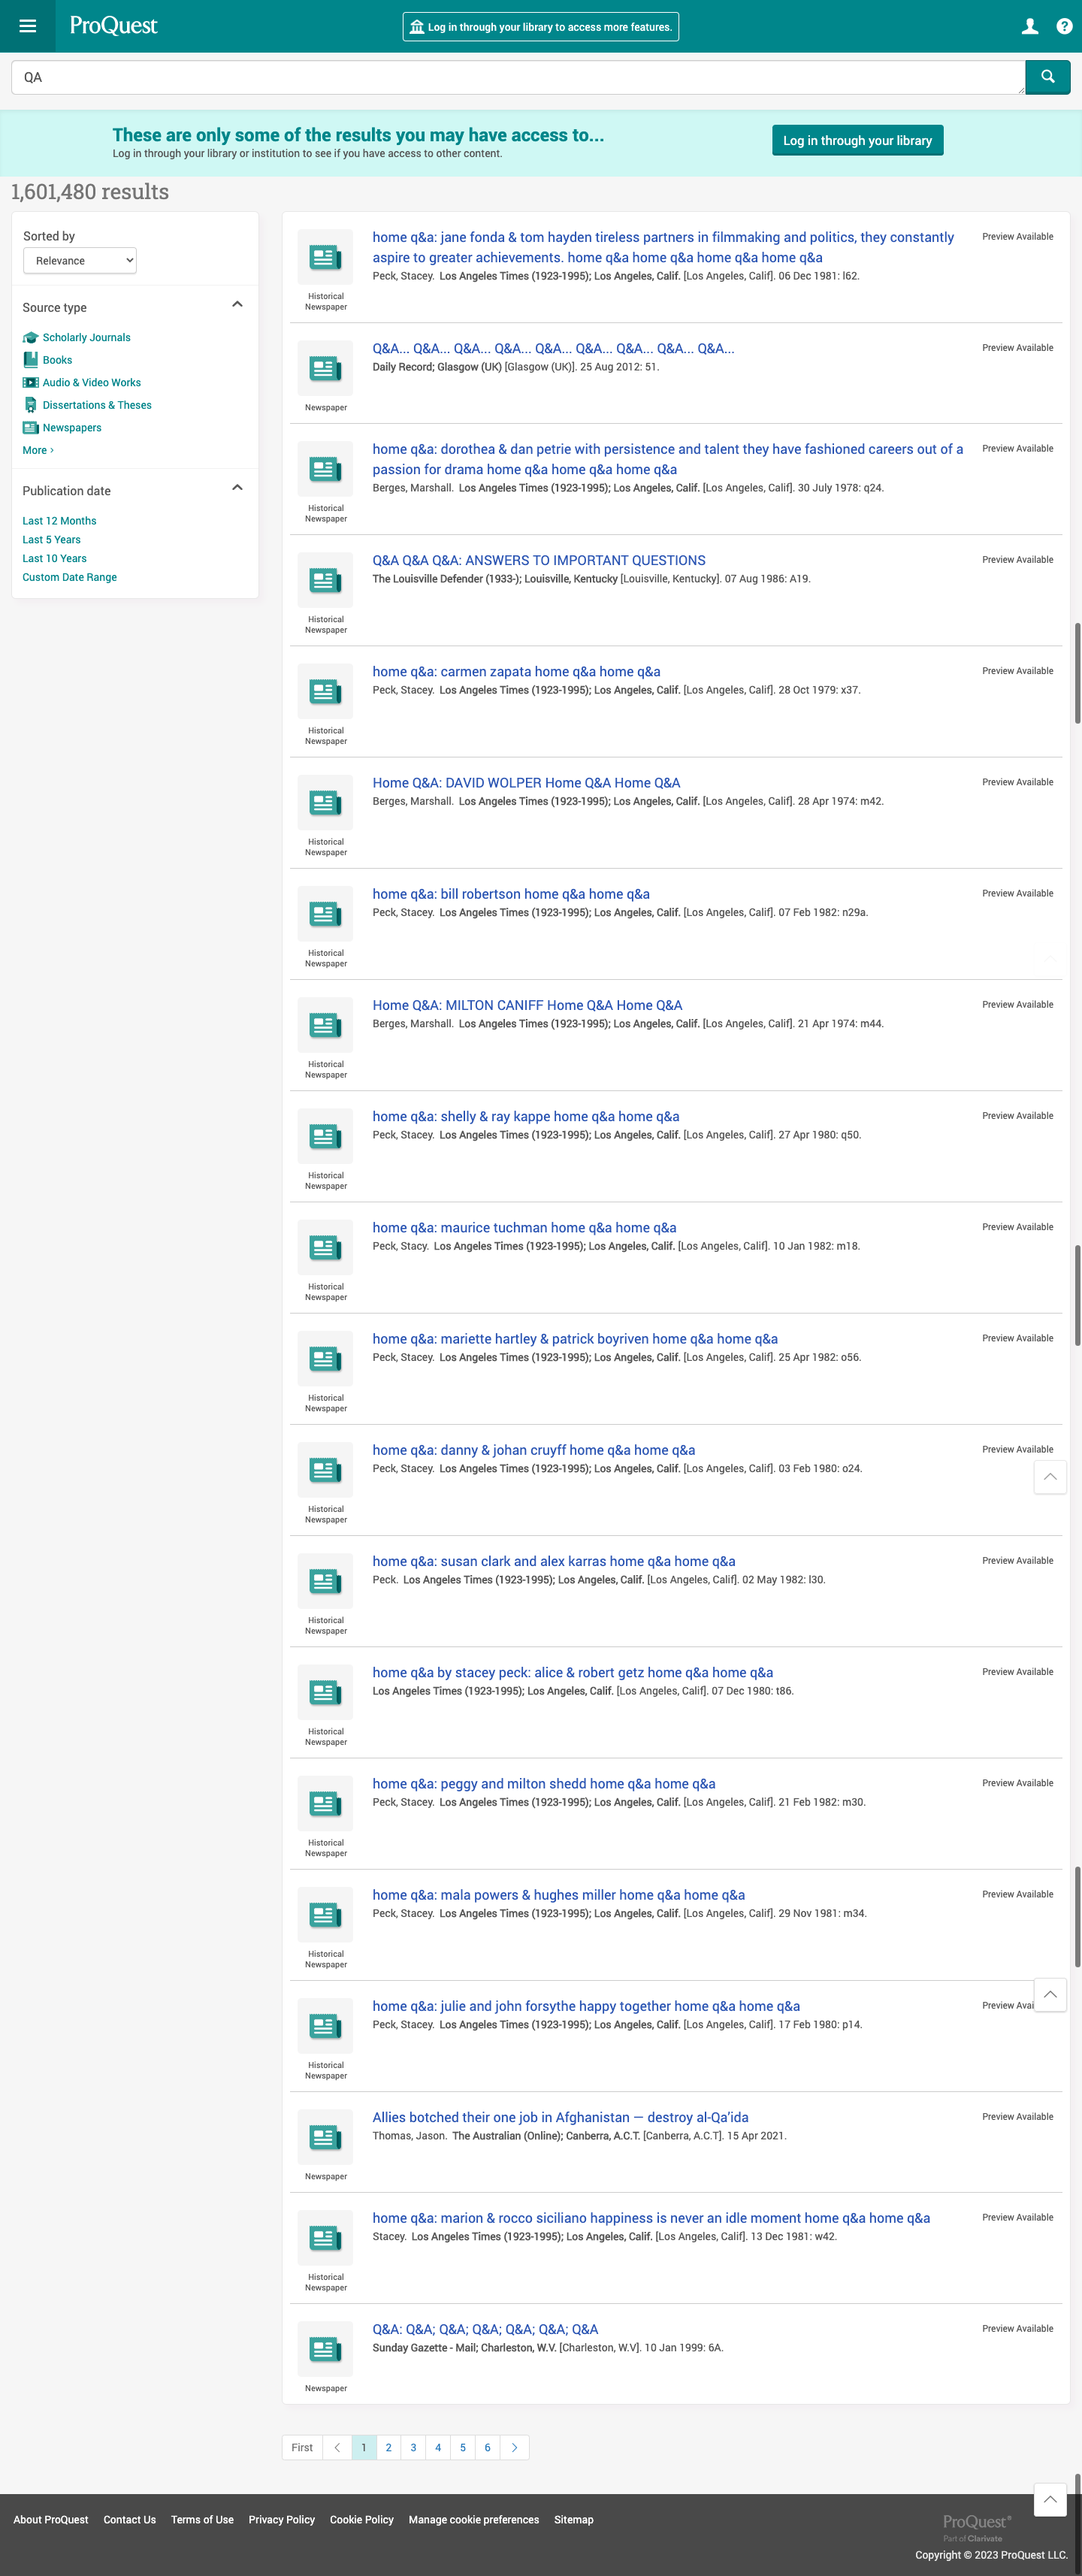 ProQuest
Log in through your library to access more features.
QA
These are only some of the results you may have access to...
Log in through your library or institution to see if you have access to other content.
Log in through your library
1,601,480 results
Sorted by
Relevance
Source type
Scholarly Journals
Books
Audio & Video Works
Dissertations & Theses
Newspapers
More ›
Publication date
Last 12 Months
Last 5 Years
Last 10 Years
Custom Date Range
home q&a: jane fonda & tom hayden tireless partners in filmmaking and politics, they constantly
aspire to greater achievements. home q&a home q&a home q&a home q&a
Peck, Stacey. Los Angeles Times (1923-1995); Los Angeles, Calif. [Los Angeles, Calif]. 06 Dec 1981: l62.
Preview Available
Historical
Newspaper
Q&A... Q&A... Q&A... Q&A... Q&A... Q&A... Q&A... Q&A... Q&A...
Daily Record; Glasgow (UK) [Glasgow (UK)]. 25 Aug 2012: 51.
Preview Available
Newspaper
home q&a: dorothea & dan petrie with persistence and talent they have fashioned careers out of a
passion for drama home q&a home q&a home q&a
Berges, Marshall. Los Angeles Times (1923-1995); Los Angeles, Calif. [Los Angeles, Calif]. 30 July 1978: q24.
Preview Available
Historical
Newspaper
Q&A Q&A Q&A: ANSWERS TO IMPORTANT QUESTIONS
The Louisville Defender (1933-); Louisville, Kentucky [Louisville, Kentucky]. 07 Aug 1986: A19.
Preview Available
Historical
Newspaper
home q&a: carmen zapata home q&a home q&a
Peck, Stacey. Los Angeles Times (1923-1995); Los Angeles, Calif. [Los Angeles, Calif]. 28 Oct 1979: x37.
Preview Available
Historical
Newspaper
Home Q&A: DAVID WOLPER Home Q&A Home Q&A
Berges, Marshall. Los Angeles Times (1923-1995); Los Angeles, Calif. [Los Angeles, Calif]. 28 Apr 1974: m42.
Preview Available
Historical
Newspaper
home q&a: bill robertson home q&a home q&a
Peck, Stacey. Los Angeles Times (1923-1995); Los Angeles, Calif. [Los Angeles, Calif]. 07 Feb 1982: n29a.
Preview Available
Historical
Newspaper
Home Q&A: MILTON CANIFF Home Q&A Home Q&A
Berges, Marshall. Los Angeles Times (1923-1995); Los Angeles, Calif. [Los Angeles, Calif]. 21 Apr 1974: m44.
Preview Available
Historical
Newspaper
home q&a: shelly & ray kappe home q&a home q&a
Peck, Stacey. Los Angeles Times (1923-1995); Los Angeles, Calif. [Los Angeles, Calif]. 27 Apr 1980: q50.
Preview Available
Historical
Newspaper
home q&a: maurice tuchman home q&a home q&a
Peck, Stacy. Los Angeles Times (1923-1995); Los Angeles, Calif. [Los Angeles, Calif]. 10 Jan 1982: m18.
Preview Available
Historical
Newspaper
home q&a: mariette hartley & patrick boyriven home q&a home q&a
Peck, Stacey. Los Angeles Times (1923-1995); Los Angeles, Calif. [Los Angeles, Calif]. 25 Apr 1982: o56.
Preview Available
Historical
Newspaper
home q&a: danny & johan cruyff home q&a home q&a
Peck, Stacey. Los Angeles Times (1923-1995); Los Angeles, Calif. [Los Angeles, Calif]. 03 Feb 1980: o24.
Preview Available
Historical
Newspaper
home q&a: susan clark and alex karras home q&a home q&a
Peck. Los Angeles Times (1923-1995); Los Angeles, Calif. [Los Angeles, Calif]. 02 May 1982: l30.
Preview Available
Historical
Newspaper
home q&a by stacey peck: alice & robert getz home q&a home q&a
Los Angeles Times (1923-1995); Los Angeles, Calif. [Los Angeles, Calif]. 07 Dec 1980: t86.
Preview Available
Historical
Newspaper
home q&a: peggy and milton shedd home q&a home q&a
Peck, Stacey. Los Angeles Times (1923-1995); Los Angeles, Calif. [Los Angeles, Calif]. 21 Feb 1982: m30.
Preview Available
Historical
Newspaper
home q&a: mala powers & hughes miller home q&a home q&a
Peck, Stacey. Los Angeles Times (1923-1995); Los Angeles, Calif. [Los Angeles, Calif]. 29 Nov 1981: m34.
Preview Available
Historical
Newspaper
home q&a: julie and john forsythe happy together home q&a home q&a
Peck, Stacey. Los Angeles Times (1923-1995); Los Angeles, Calif. [Los Angeles, Calif]. 17 Feb 1980: p14.
Preview Avai
Historical
Newspaper
Allies botched their one job in Afghanistan — destroy al-Qa'ida
Thomas, Jason. The Australian (Online); Canberra, A.C.T. [Canberra, A.C.T]. 15 Apr 2021.
Preview Available
Newspaper
home q&a: marion & rocco siciliano happiness is never an idle moment home q&a home q&a
Stacey. Los Angeles Times (1923-1995); Los Angeles, Calif. [Los Angeles, Calif]. 13 Dec 1981: w42.
Preview Available
Historical
Newspaper
Q&A: Q&A; Q&A; Q&A; Q&A; Q&A; Q&A
Sunday Gazette - Mail; Charleston, W.V. [Charleston, W.V]. 10 Jan 1999: 6A.
Preview Available
Newspaper
First 1 2 3 4 5 6
About ProQuest Contact Us Terms of Use Privacy Policy Cookie Policy Manage cookie preferences Sitemap
ProQuest®
Part of Clarivate
Copyright © 2023 ProQuest LLC.